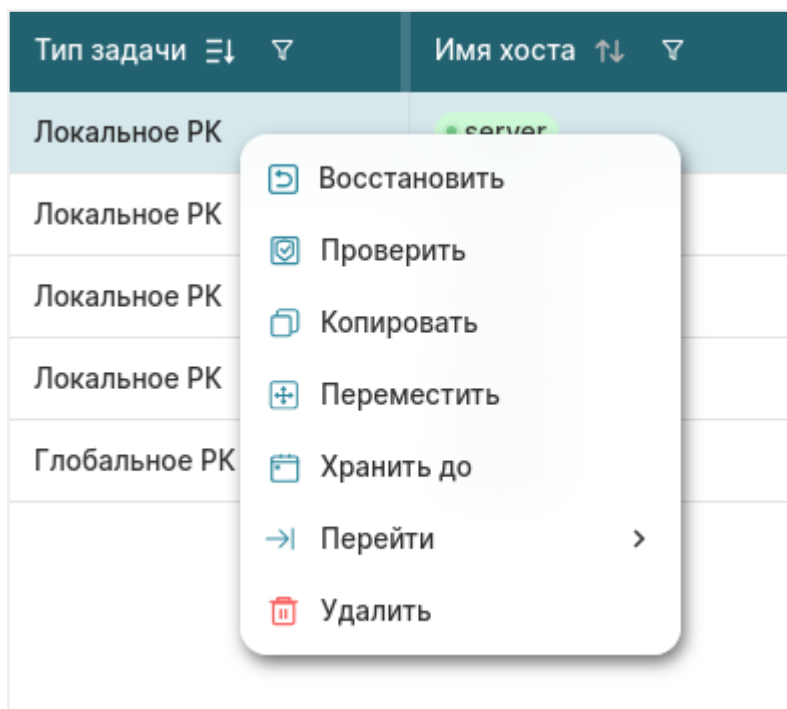 Тип задачи Имя хоста
Локальное РК server
Локальное РК
Локальное РК
Локальное РК
Глобальное РК
Восстановить
Проверить
Копировать
Переместить
Хранить до
Перейти
Удалить